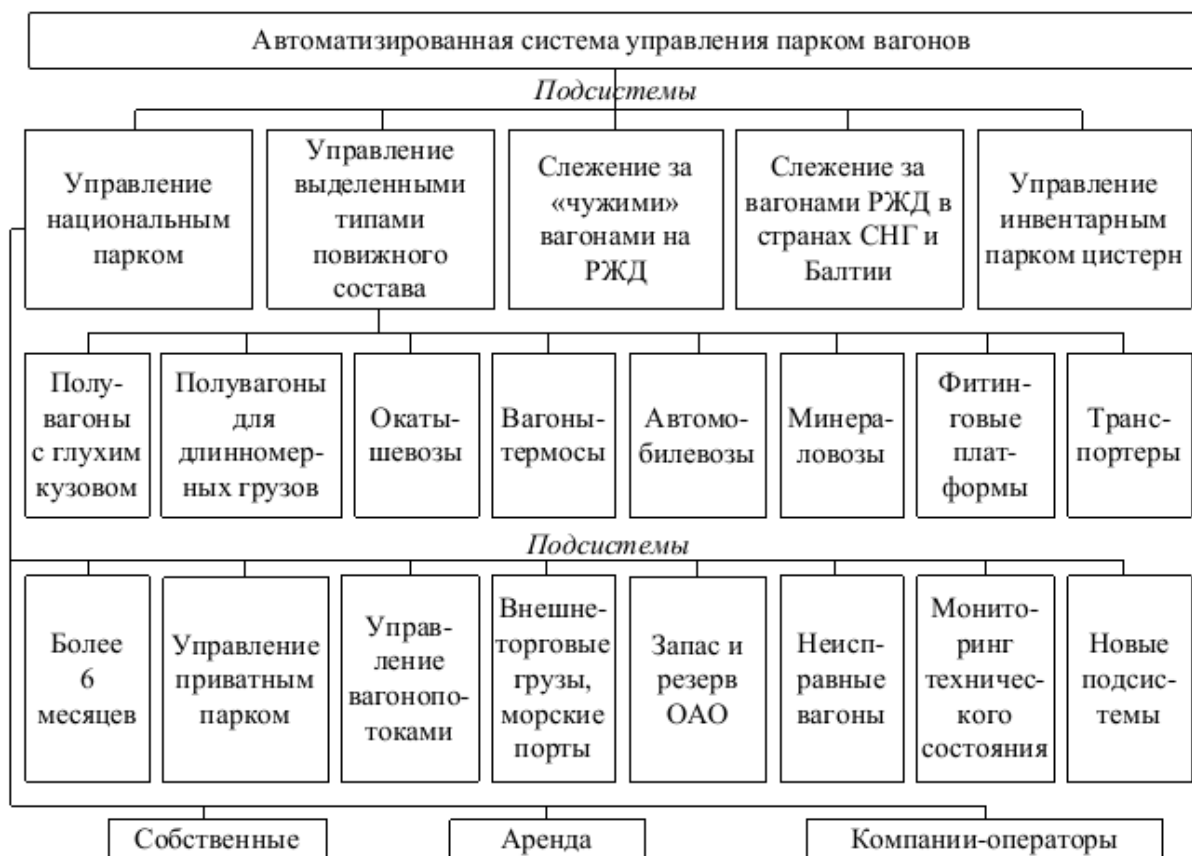 Автоматизированная система управления парком вагонов
Подсистемы
Управление
национальным
парком
Управление
выделенными
типами
повижного
состава
Слежение за
«чужими»
вагонами на
РЖД
Слежение за
вагонами РЖД в
странах СНГ и
Балтии
Управление
инвентарным
парком цистерн
Полу-
вагоны
с глухим
кузовом
Полувагоны
для
длинномер-
ных грузов
Окаты-
шевозы
Вагоны-
термосы
Автомо-
билевозы
Минера-
ловозы
Фитин-
говые
плат-
формы
Транс-
портеры
Подсистемы
Более
6
месяцев
Управление
приватным
парком
Управ-
ление
вагонопо-
токами
Внешне-
торговые
грузы,
морские
порты
Запас и
резерв
ОАО
Неисп-
равные
вагоны
Монито-
ринг
техничес-
кого
состояния
Новые
подсис-
темы
Собственные
Аренда
Компании-операторы